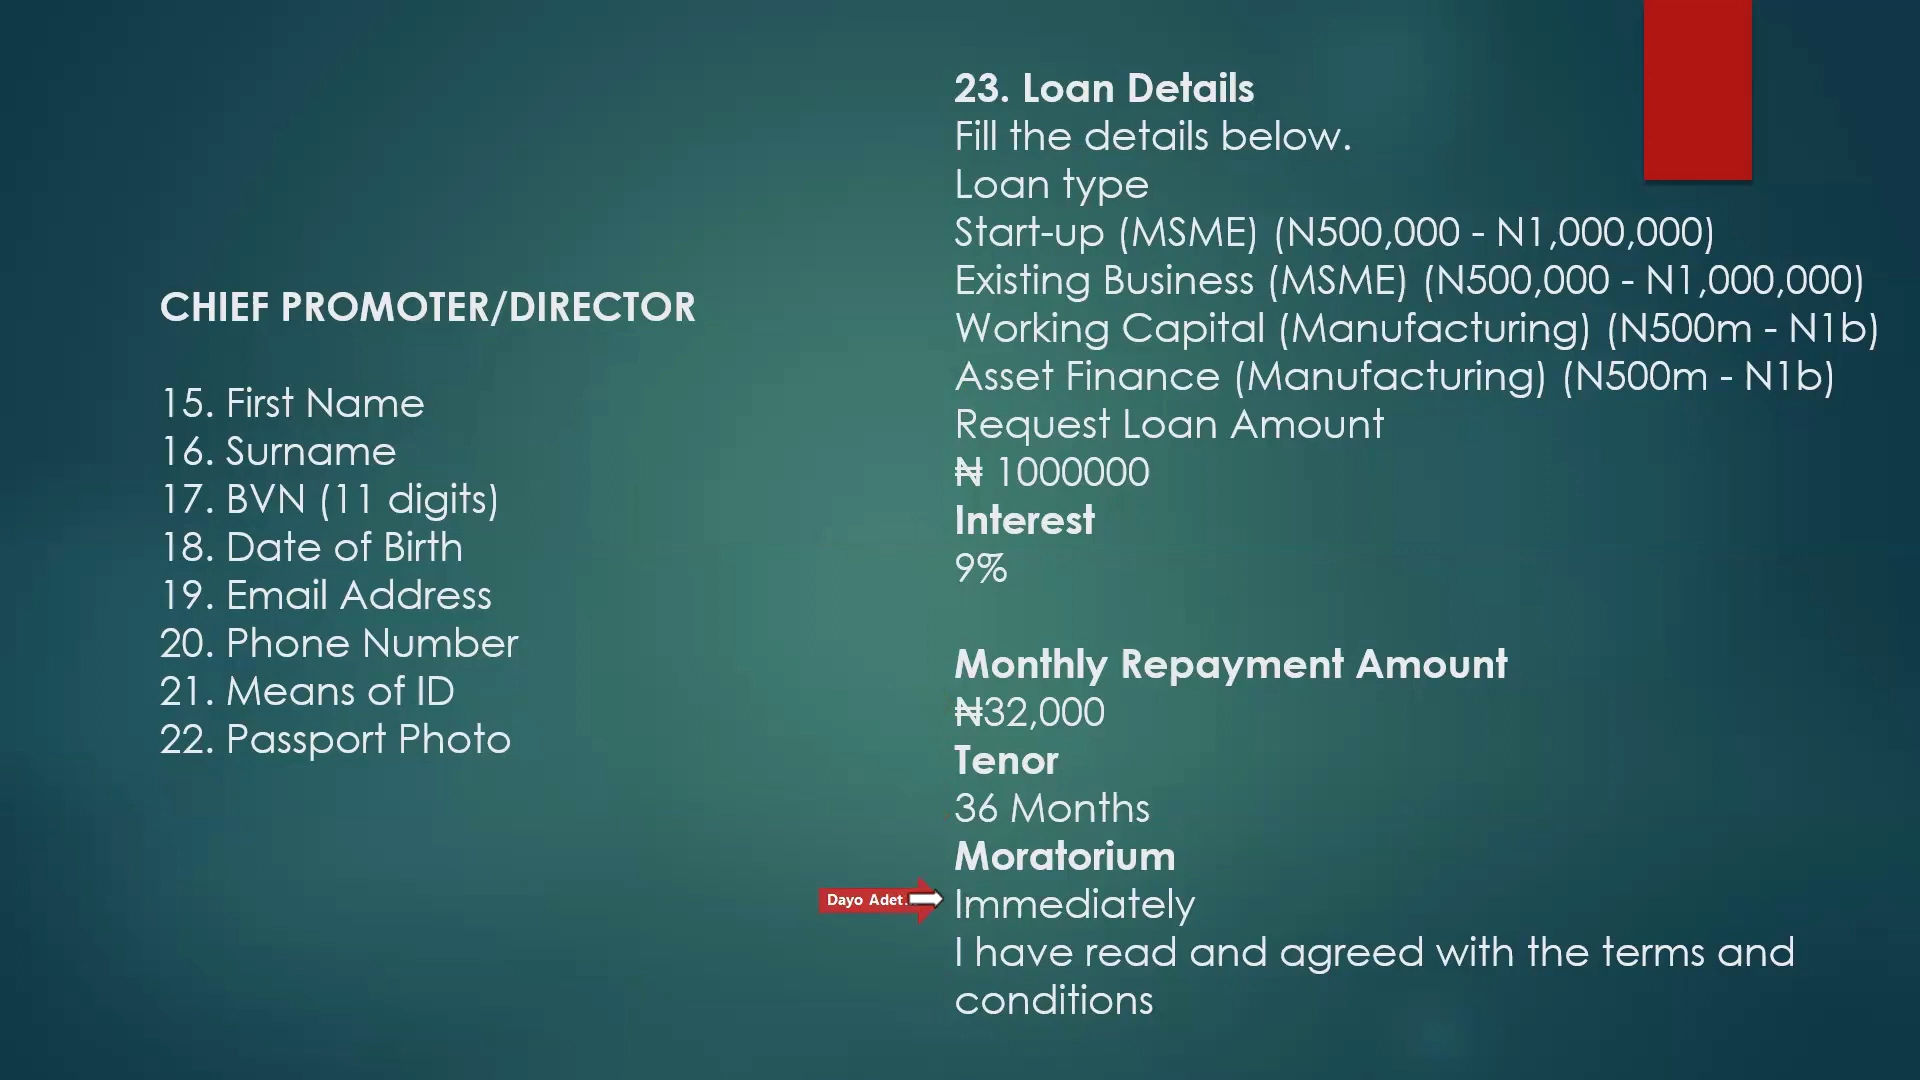 CHIEF PROMOTER/DIRECTOR
15. First Name
16. Surname
17. BVN (11 digits)
18. Date of Birth
19. Email Address
20. Phone Number
21. Means of ID
22. Passport Photo
23. Loan Details
Fill the details below.
Loan type
Start-up (MSME) (N500,000 - N1,000,000)
Existing Business (MSME) (N500,000 - N1,000,000)
Working Capital (Manufacturing) (N500m - N1b)
Asset Finance (Manufacturing) (N500m - N1b)
Request Loan Amount
₦ 1000000
Interest
9%
Monthly Repayment Amount
₦32,000
Tenor
36 Months
Moratorium
Dayo Adet..
Immediately
I have read and agreed with the terms and
conditions